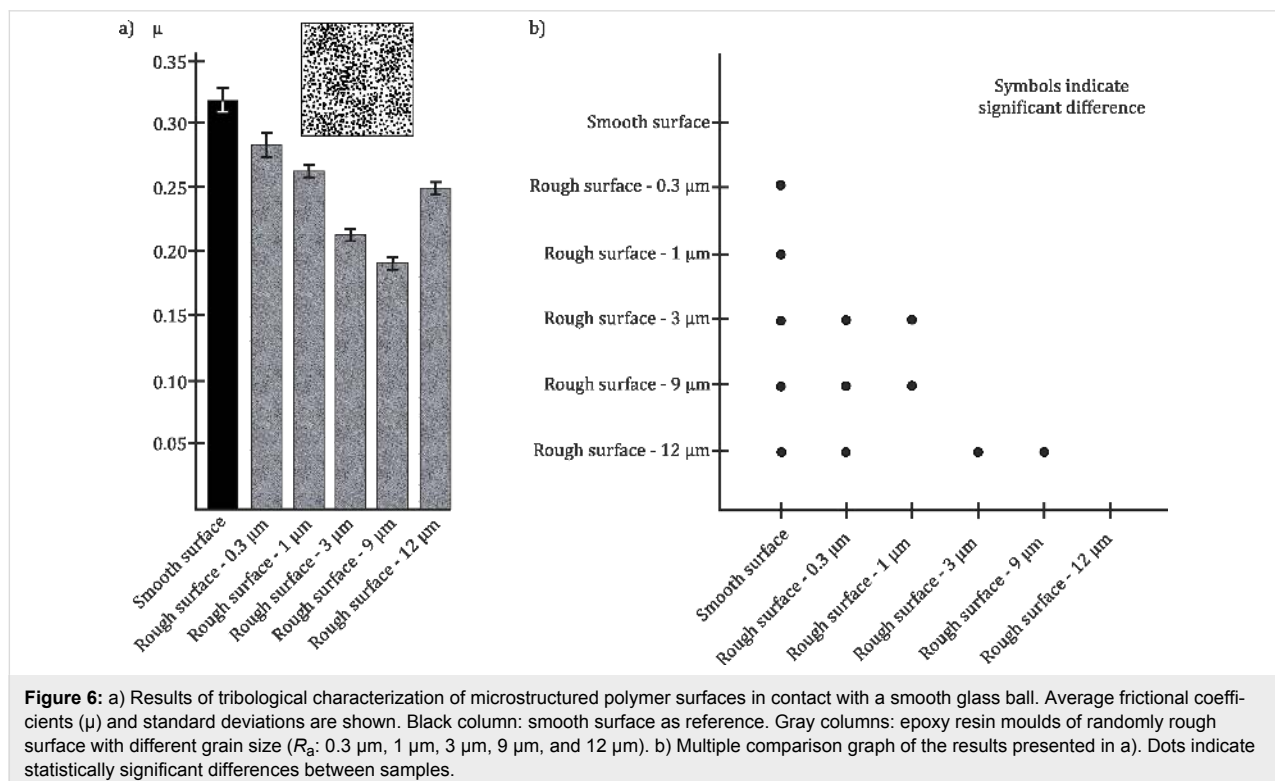 a) μ
0.35
0.30
0.25
0.20
0.15
0.10
0.05
Smooth surface
Rough surface - 0.3 μm
Rough surface - 1 μm
Rough surface - 3 μm
Rough surface - 9 μm
Rough surface - 12 μm
b)
Symbols indicate
significant difference
Smooth surface
Rough surface - 0.3 μm
Rough surface - 1 μm
Rough surface - 3 μm
Rough surface - 9 μm
Rough surface - 12 μm
Smooth surface
Rough surface - 0.3 μm
Rough surface - 1 μm
Rough surface - 3 μm
Rough surface - 9 μm
Rough surface - 12 μm
Figure 6: a) Results of tribological characterization of microstructured polymer surfaces in contact with a smooth glass ball. Average frictional coeffi-
cients (μ) and standard deviations are shown. Black column: smooth surface as reference. Gray columns: epoxy resin moulds of randomly rough
surface with different grain size (Ra: 0.3 μm, 1 μm, 3 μm, 9 μm, and 12 μm). b) Multiple comparison graph of the results presented in a). Dots indicate
statistically significant differences between samples.